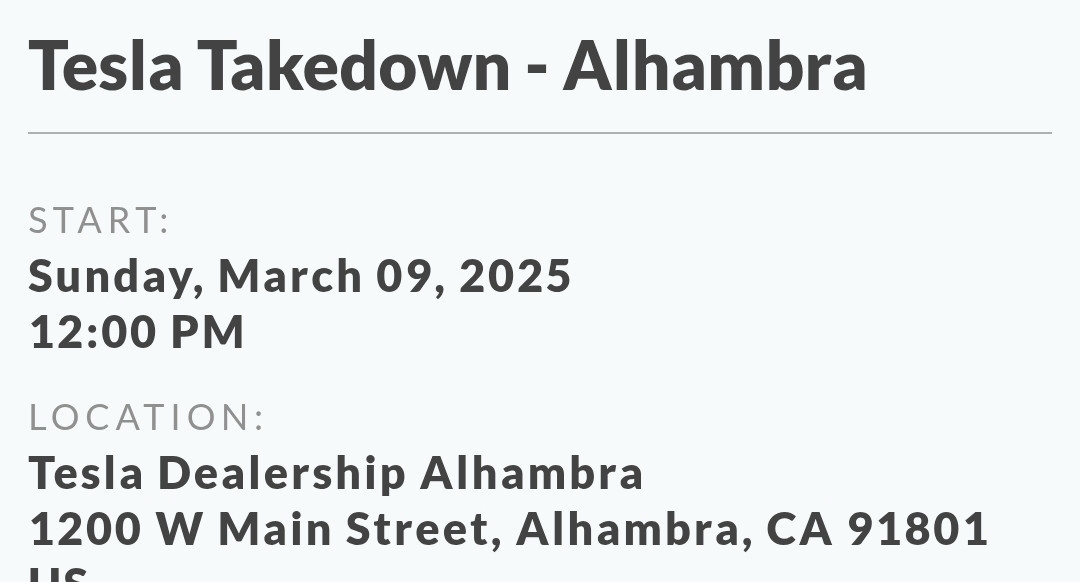 Tesla Takedown - Alhambra
START:
Sunday, March 09, 2025
12:00 PM
LOCATION:
Tesla Dealership Alhambra
1200 W Main Street, Alhambra, CA 91801
US